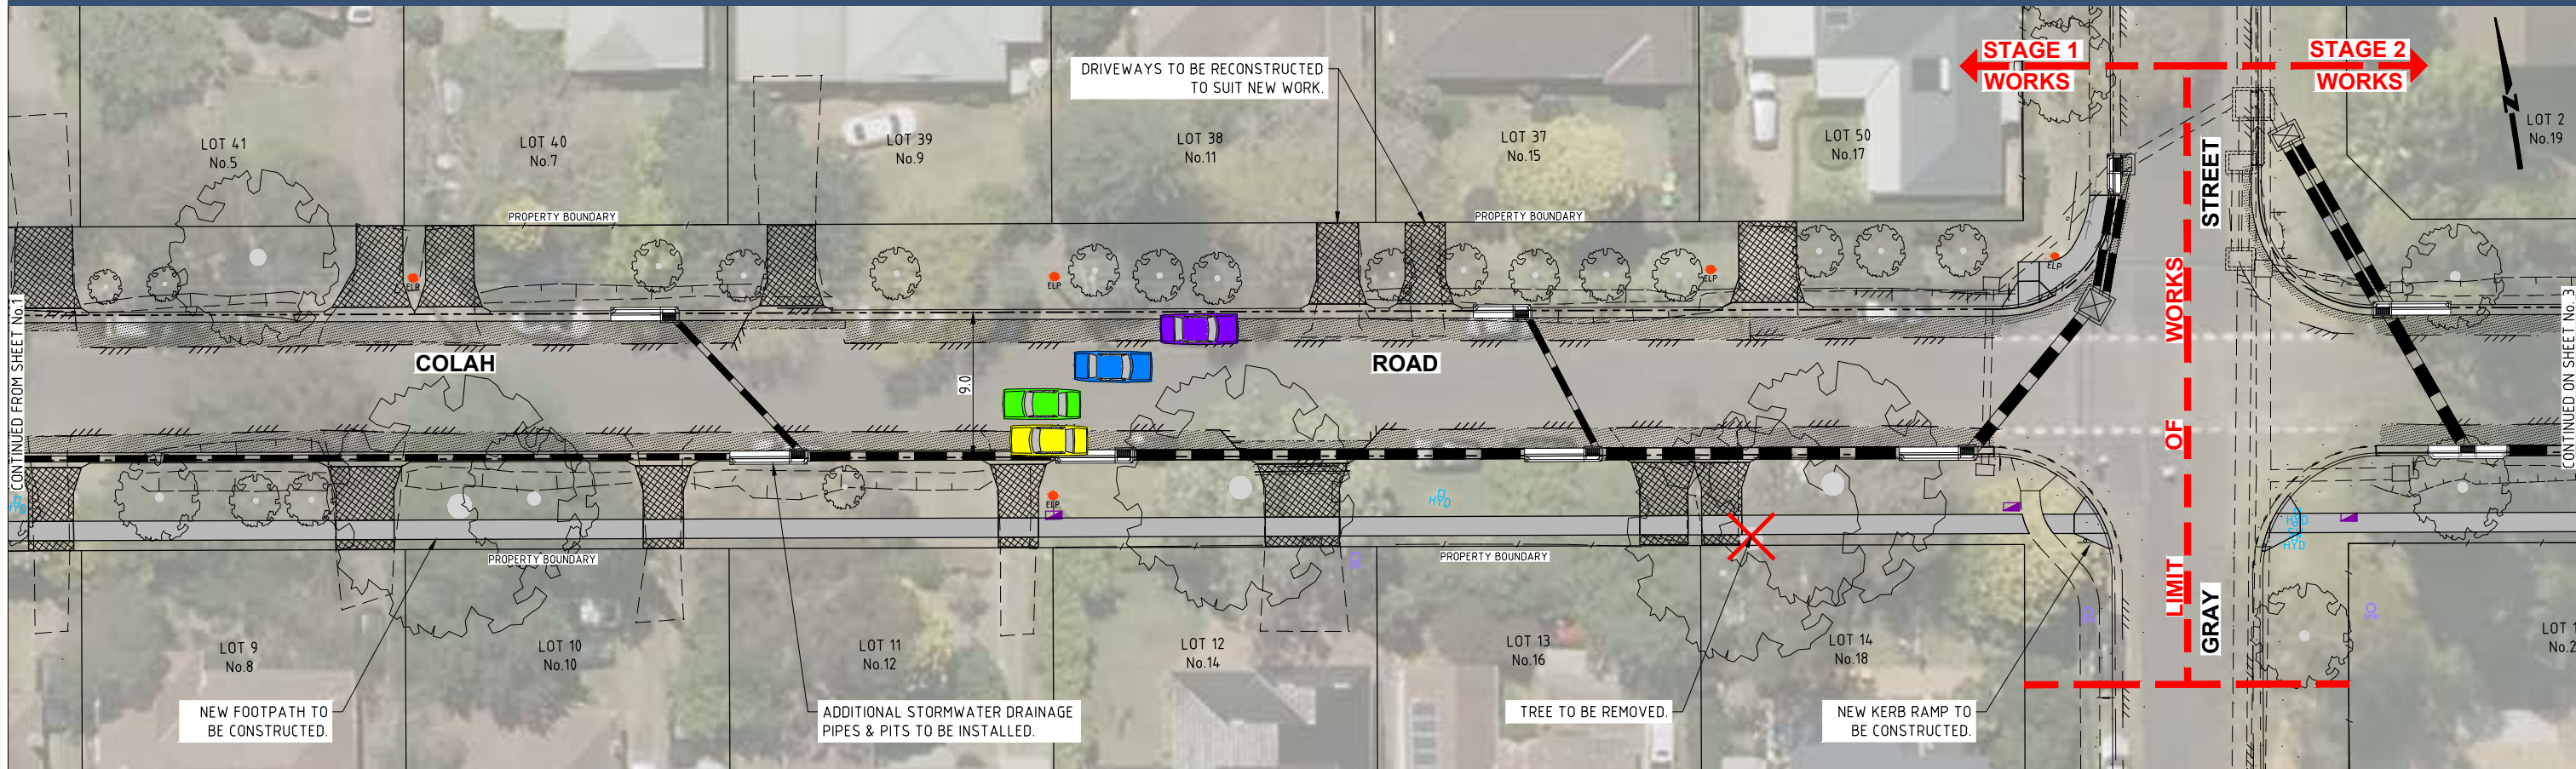 STAGE 1
WORKS
STAGE 2
WORKS
DRIVEWAYS TO BE RECONSTRUCTED
TO SUIT NEW WORK.
LOT 41
No.5
LOT 40
No.7
LOT 39
No.9
LOT 38
No.11
LOT 37
No.15
LOT 50
No.17
LOT 2
No.19
N
PROPERTY BOUNDARY
PROPERTY BOUNDARY
ELP
ELP
ELP
ELP
CONTINUED FROM SHEET No.1
COLAH
9.0
ROAD
STREET
LIMIT OF WORKS
GRAY
CONTINUED ON SHEET No. 3
HYD
ELP
HYD
HYD
HYD
PROPERTY BOUNDARY
PROPERTY BOUNDARY
LOT 9
No.8
LOT 10
No.10
LOT 11
No.12
LOT 12
No.14
LOT 13
No.16
LOT 14
No.18
LOT 1
No.2
NEW FOOTPATH TO
BE CONSTRUCTED.
ADDITIONAL STORMWATER DRAINAGE
PIPES & PITS TO BE INSTALLED.
TREE TO BE REMOVED.
NEW KERB RAMP TO
BE CONSTRUCTED.